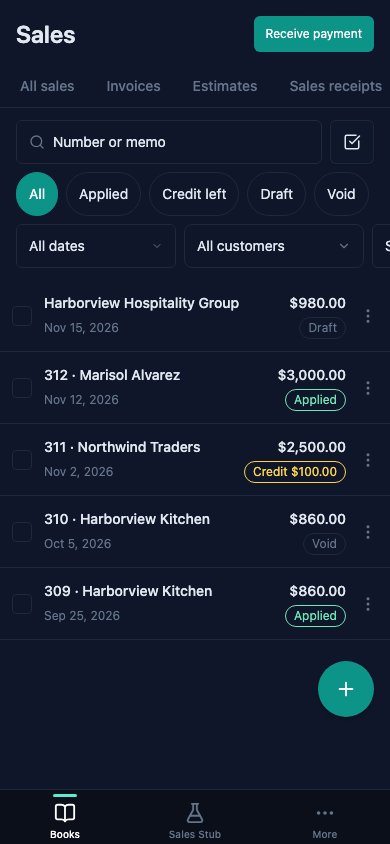 Sales
Receive payment
All sales
Invoices
Estimates
Sales receipts
Number or memo
All
Applied
Credit left
Draft
Void
All dates
All customers
Harborview Hospitality Group
$980.00
Nov 15, 2026
Draft
312 · Marisol Alvarez
$3,000.00
Nov 12, 2026
Applied
311 · Northwind Traders
$2,500.00
Nov 2, 2026
Credit $100.00
310 · Harborview Kitchen
$860.00
Oct 5, 2026
Void
309 · Harborview Kitchen
$860.00
Sep 25, 2026
Applied
Books
Sales Stub
More